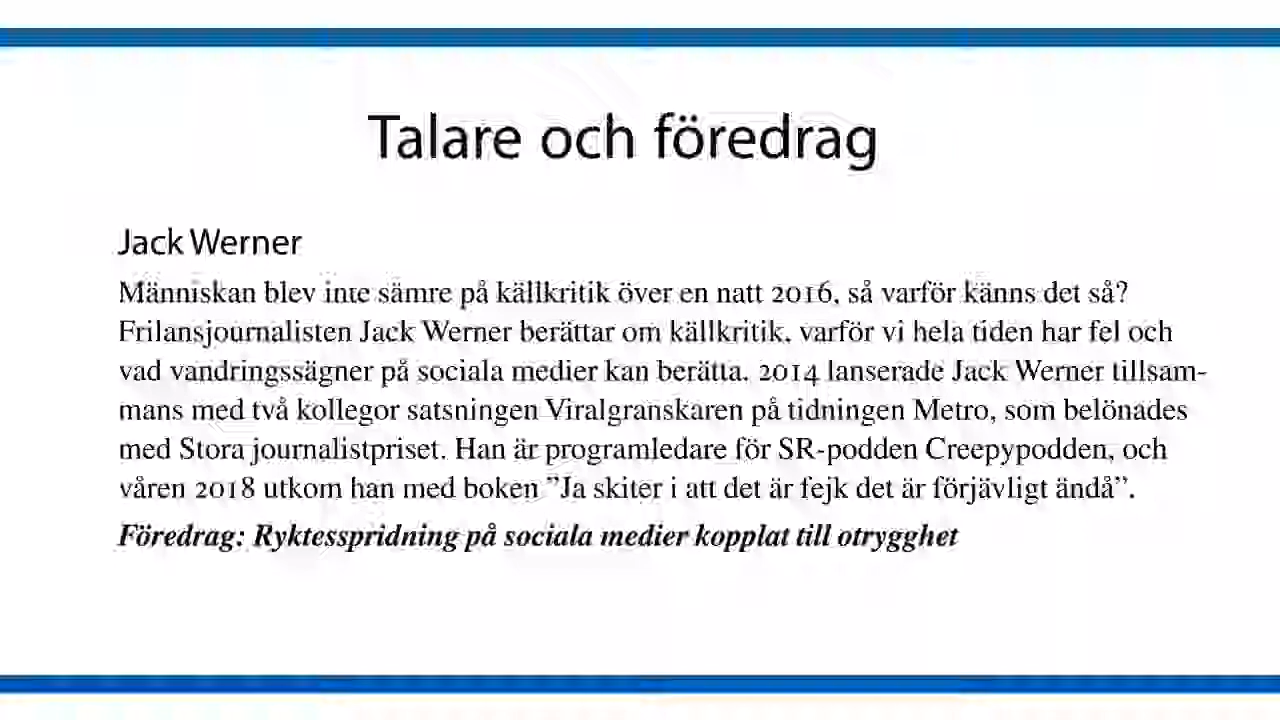 Talare och föredrag
Jack Werner
Människan blev inte sämre på källkritik över en natt 2016, så varför känns det så?
Frilansjournalisten Jack Werner berättar om källkritik, varför vi hela tiden har fel och
vad vandringssägner på sociala medier kan berätta. 2014 lanserade Jack Werner tillsam-
mans med två kollegor satsningen Viralgranskaren på tidningen Metro, som belönades
med Stora journalistpriset. Han är programledare för SR-podden Creepypodden, och
våren 2018 utkom han med boken ”Ja skiter i att det är fejk det är förjävligt ändå”.
Föredrag: Ryktesspridning på sociala medier kopplat till otrygghet